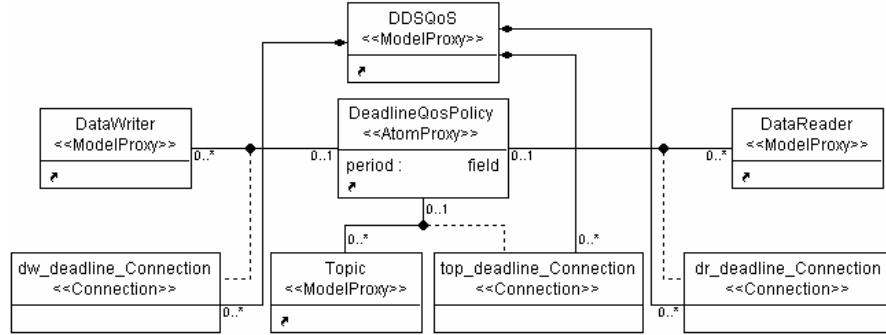 DDSQoS
<<ModelProxy>>
DeadlineQosPolicy
<<AtomProxy>>
period : field
DataWriter
<<ModelProxy>>
DataReader
<<ModelProxy>>
0..*
0..1
0..1
0..*
0..1
0..*
0..*
0..*
0..*
dw_deadline_Connection
<<Connection>>
Topic
<<ModelProxy>>
top_deadline_Connection
<<Connection>>
dr_deadline_Connection
<<Connection>>